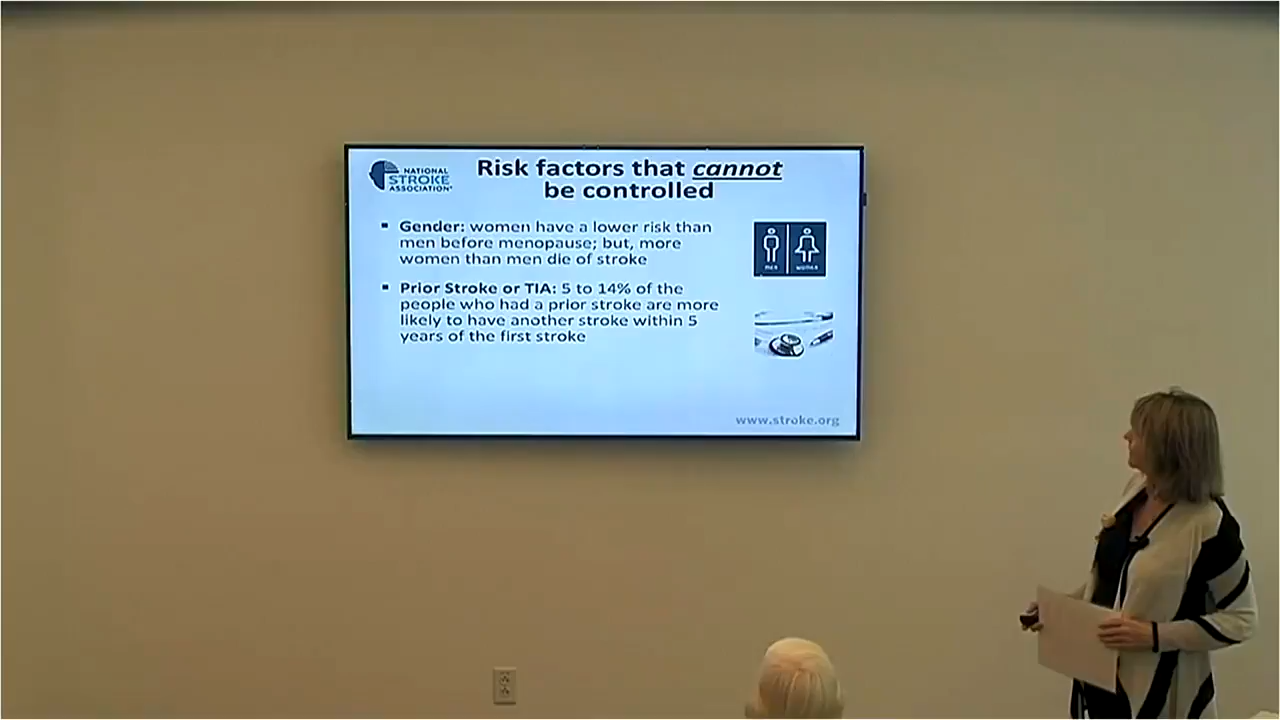 NATIONAL
STROKE
ASSOCIATION
Risk factors that cannot
be controlled
▪ Gender: women have a lower risk than
men before menopause; but, more
women than men die of stroke
men women
▪ Prior Stroke or TIA: 5 to 14% of the
people who had a prior stroke are more
likely to have another stroke within 5
years of the first stroke
www.stroke.org